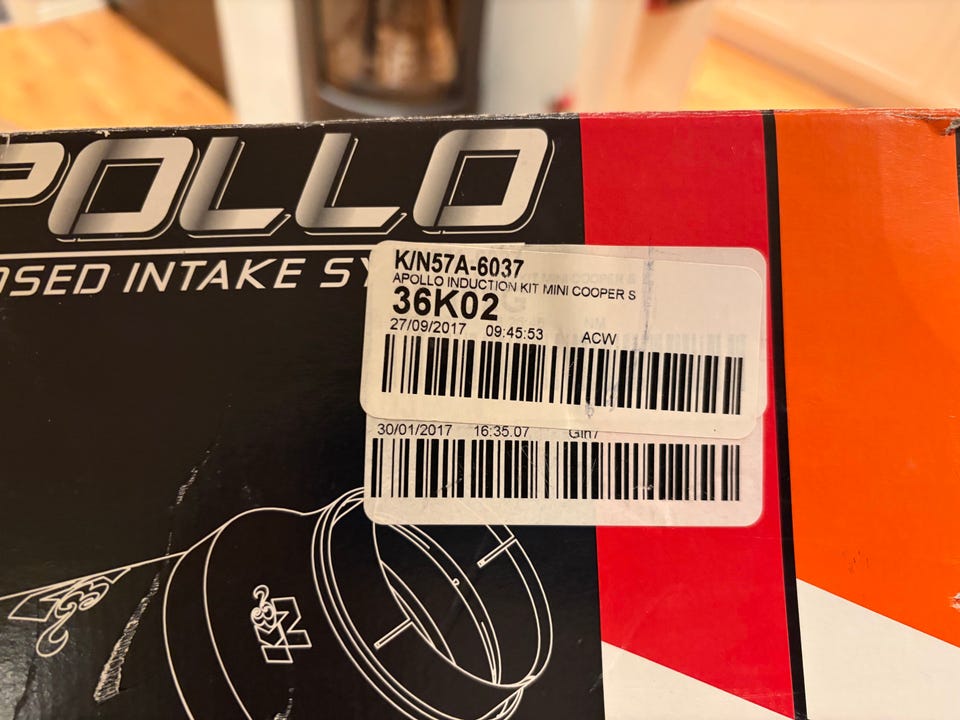 POLLO
OSED INTAKE SY
K/N57A-6037
APOLLO INDUCTION KIT MINI COOPER S
36K02
27/09/2017 09:45:53 ACW
30/01/2017 16:35.07
K&N